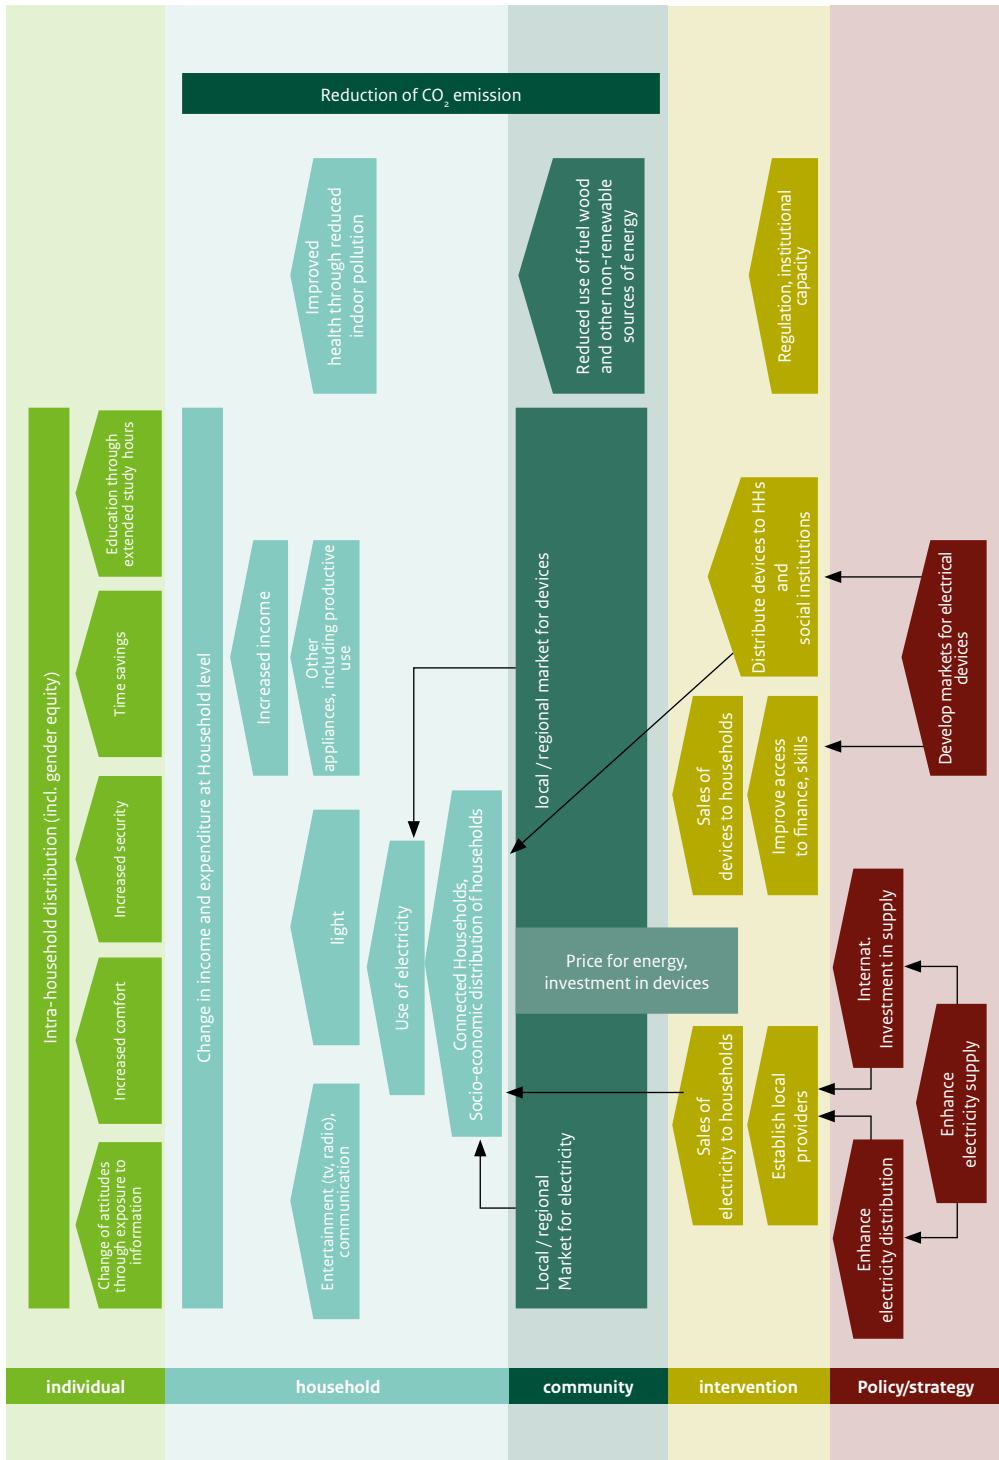 Reduction of CO₂ emission
Improved
health through reduced
indoor pollution
Reduced use of fuel wood
and other non-renewable
sources of energy
Regulation, institutional
capacity
Intra-household distribution (incl. gender equity)
Change of attitudes
through exposure to
information
Increased comfort
Increased security
Time savings
Education through
extended study hours
Change in income and expenditure at Household level
Increased income
Entertainment (tv, radio),
communication
light
Other
appliances, including productive
use
Use of electricity
Connected Households,
Socio-economic distribution of households
Local / regional
Market for electricity
local / regional market for devices
Price for energy,
investment in devices
Sales of
electricity to households
Establish local
providers
Sales of
devices to households
Improve access
to finance, skills
Distribute devices to HHs
and
social institutions
Enhance
electricity distribution
Internat.
Investment in supply
Enhance
electricity supply
Develop markets for electrical
devices
individual
household
community
intervention
Policy/strategy